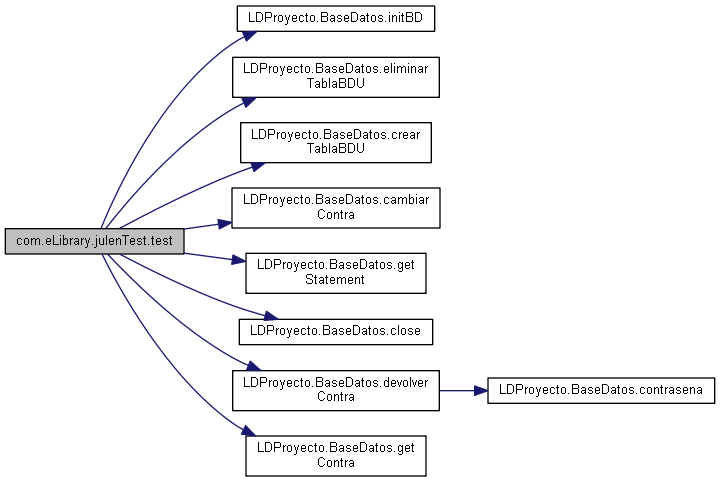 LDProyecto.BaseDatos.initBD
LDProyecto.BaseDatos.eliminar
TablaBDU
LDProyecto.BaseDatos.crear
TablaBDU
LDProyecto.BaseDatos.cambiar
Contra
com.eLibrary.julenTest.test
LDProyecto.BaseDatos.get
Statement
LDProyecto.BaseDatos.close
LDProyecto.BaseDatos.devolver
Contra
LDProyecto.BaseDatos.contrasena
LDProyecto.BaseDatos.get
Contra